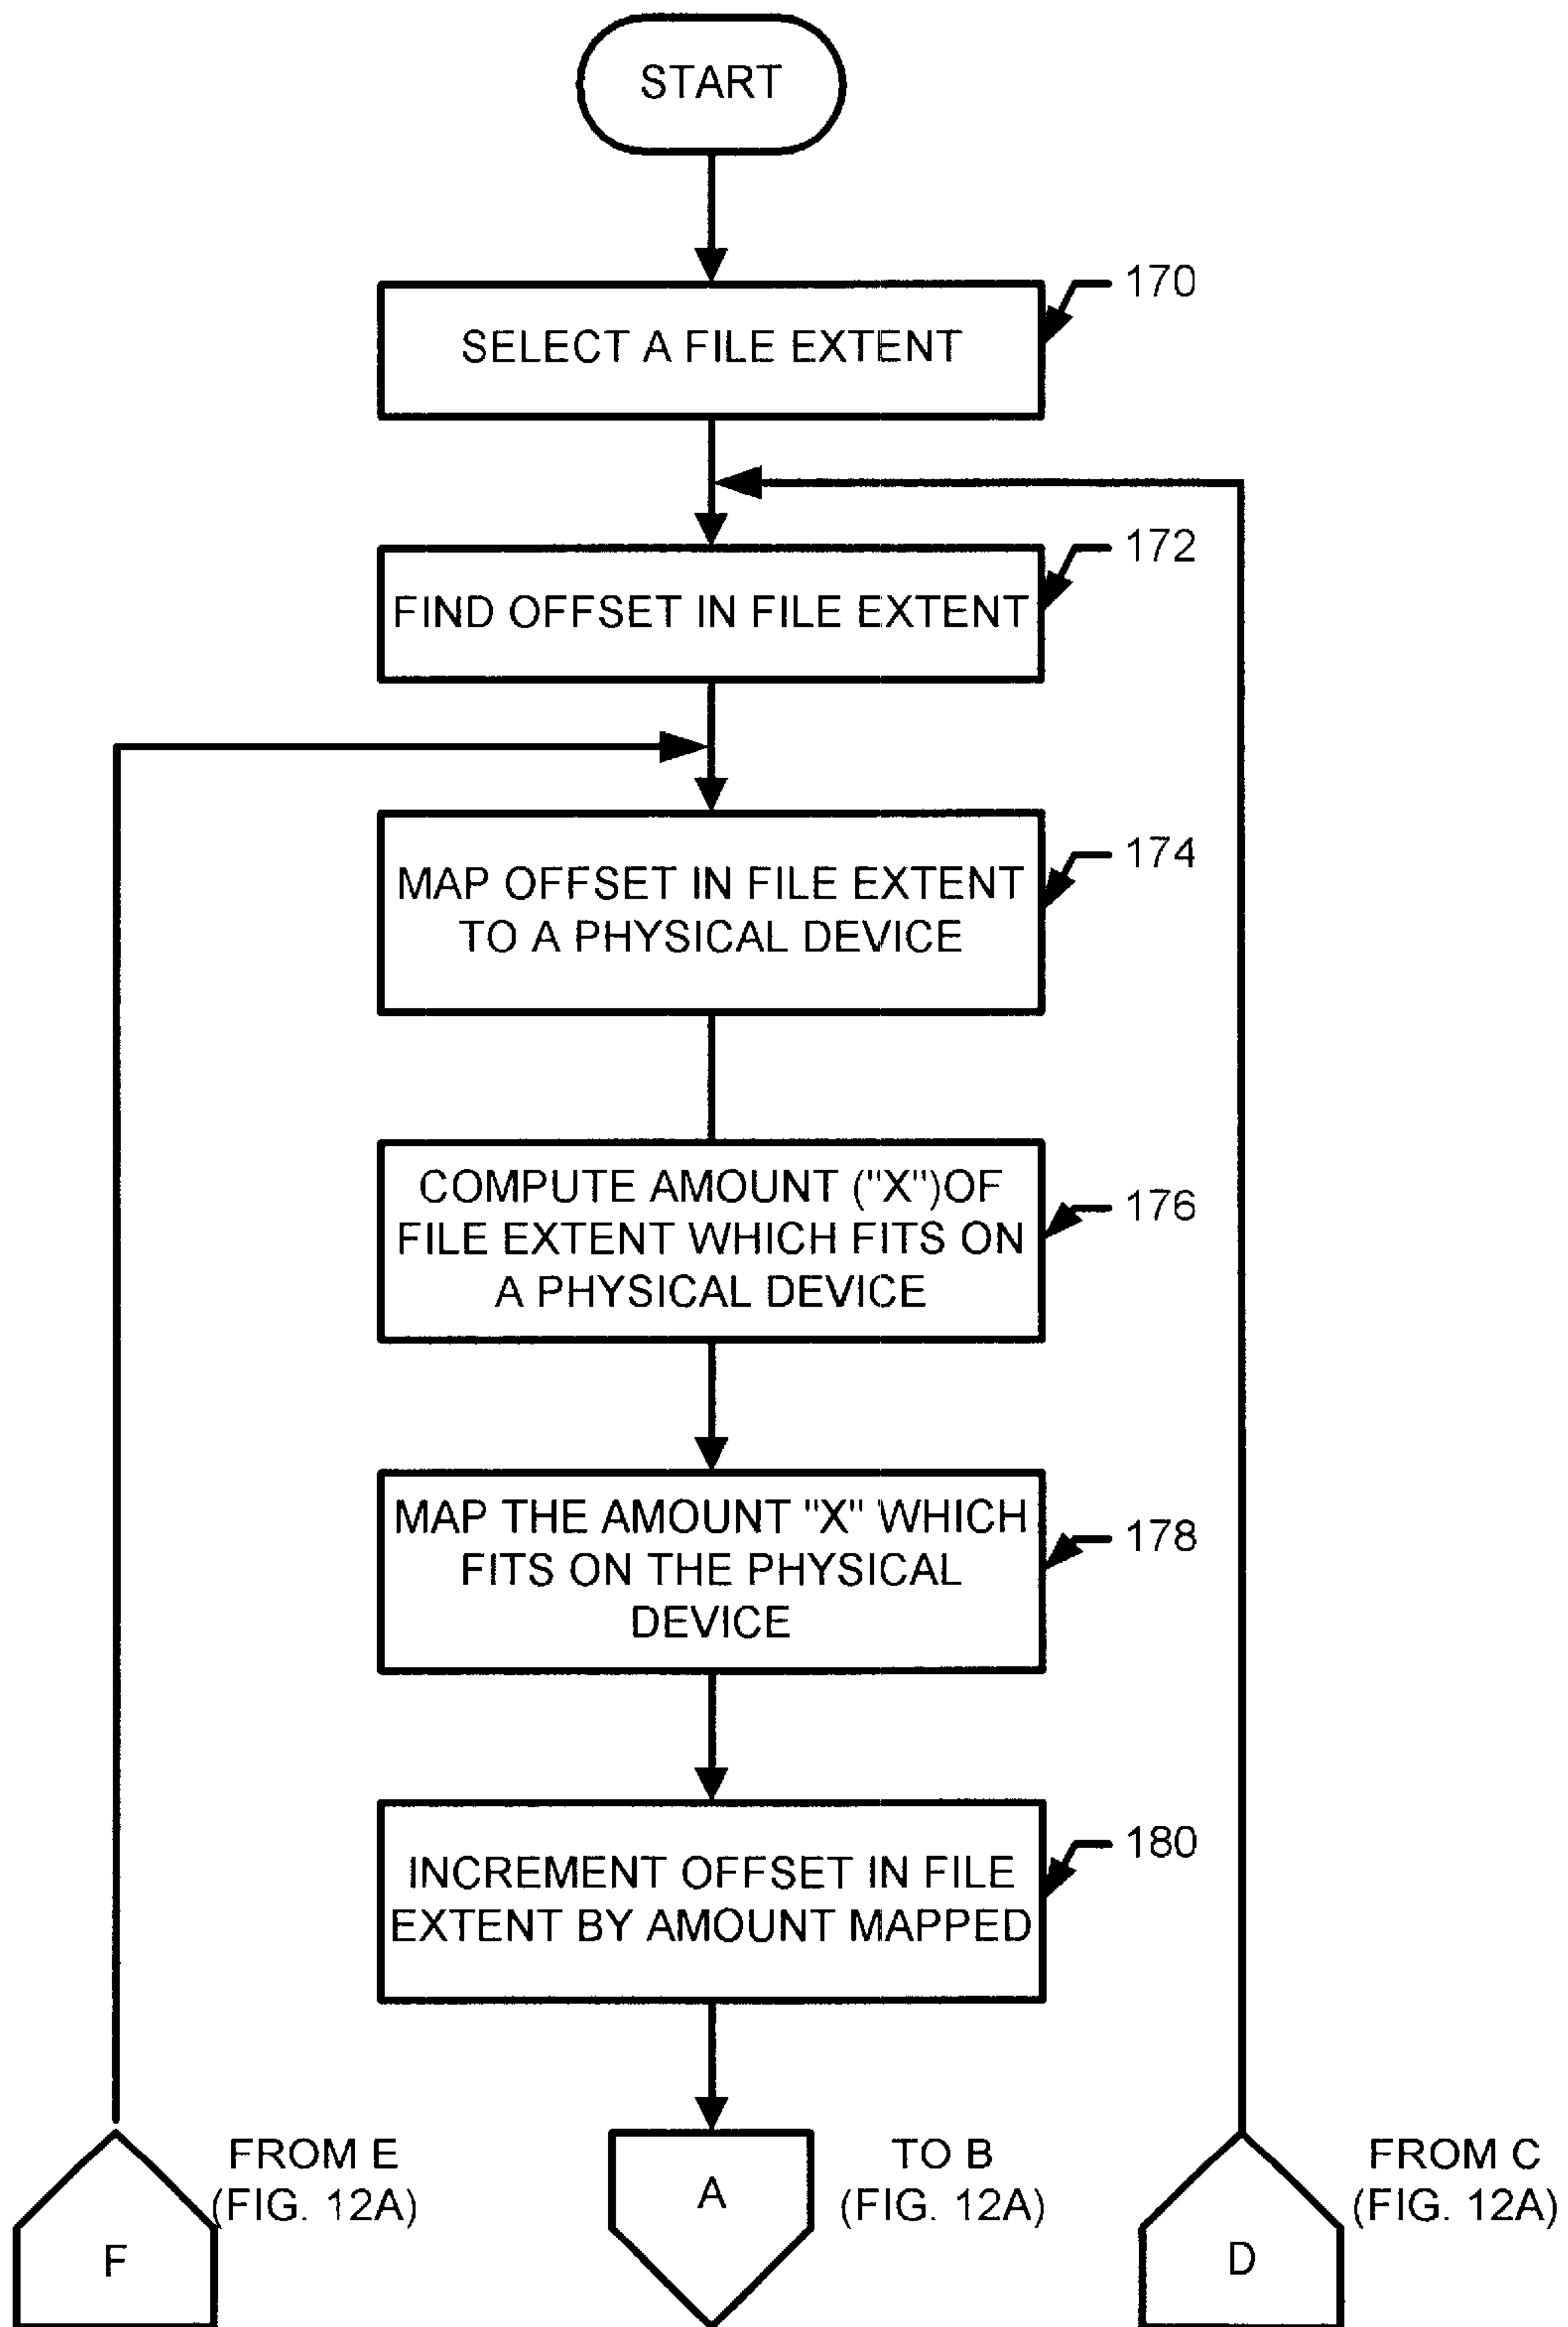 START
170
SELECT A FILE EXTENT
172
FIND OFFSET IN FILE EXTENT
174
MAP OFFSET IN FILE EXTENT
TO A PHYSICAL DEVICE
176
COMPUTE AMOUNT ("X")OF
FILE EXTENT WHICH FITS ON
A PHYSICAL DEVICE
178
MAP THE AMOUNT "X" WHICH
FITS ON THE PHYSICAL
DEVICE
180
INCREMENT OFFSET IN FILE
EXTENT BY AMOUNT MAPPED
F
FROM E
(FIG. 12A)
A
TO B
(FIG. 12A)
D
FROM C
(FIG. 12A)